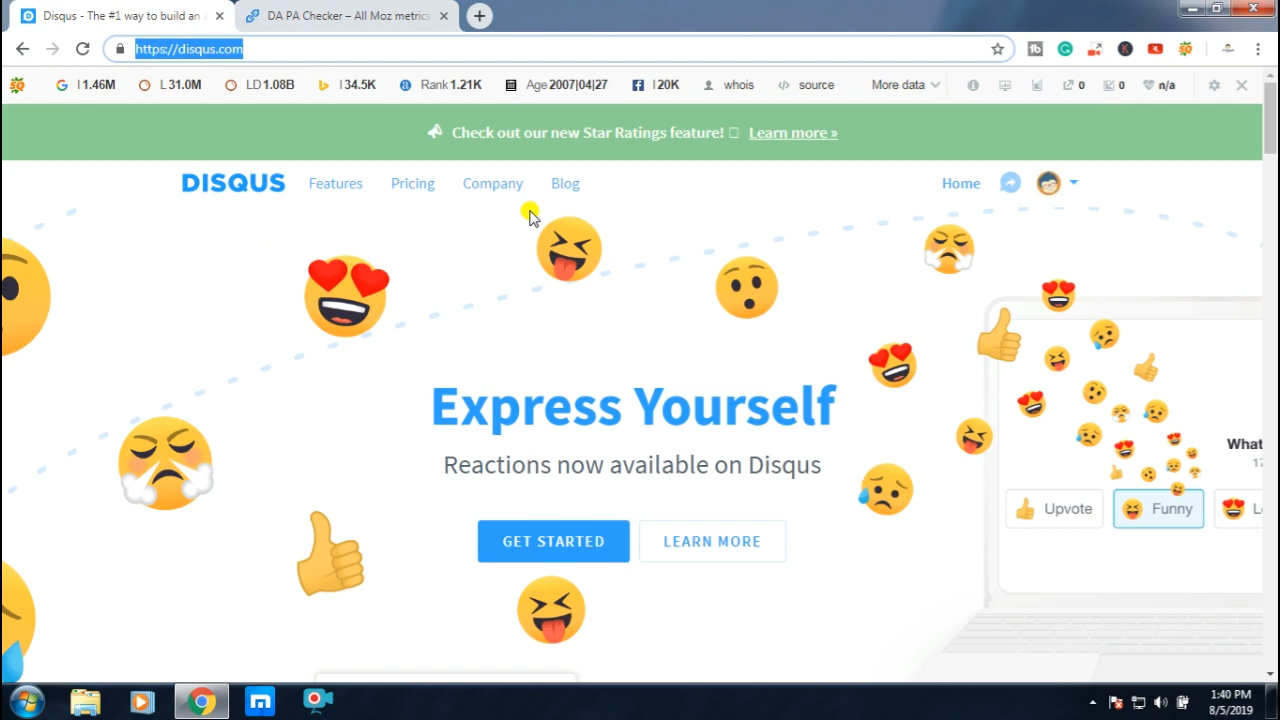 Disqus - The #1 way to build an a
DA PA Checker – All Moz metrics
https://disqus.com
I 1.46M
L 31.0M
LD 1.08B
I 34.5K
Rank 1.21K
Age 2007|04|27
I 20K
whois
source
More data
0
0
n/a
Check out our new Star Ratings feature! Learn more »
DISQUS
Features
Pricing
Company
Blog
Home
Express Yourself
Reactions now available on Disqus
GET STARTED
LEARN MORE
What
Upvote
Funny
1:40 PM
8/5/2019